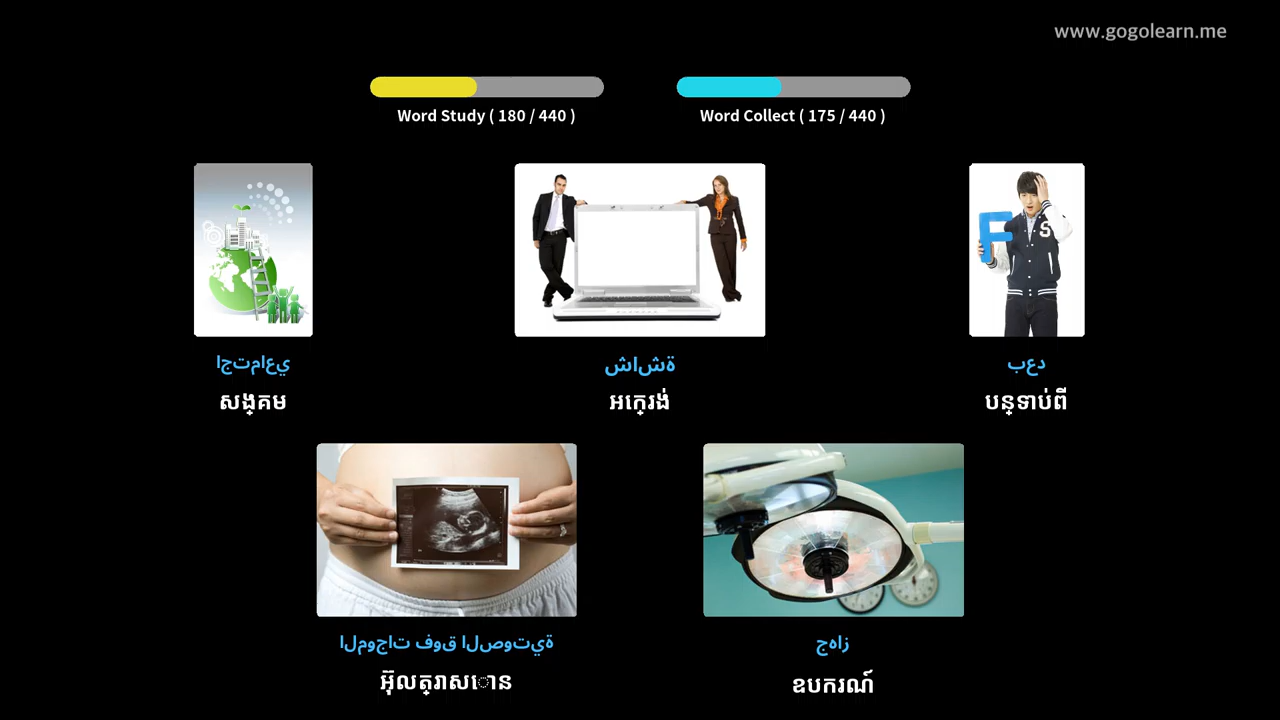 www.gogolearn.me
Word Study ( 180 / 440 )
Word Collect ( 175 / 440 )
اجتماعي
شاشة
بعد
សង្គម
អេក្រង់
បន្ទាប់ពី
الموجات فوق الصوتية
جهاز
អ៊ុលត្រាសោន
ឧបករណ៍